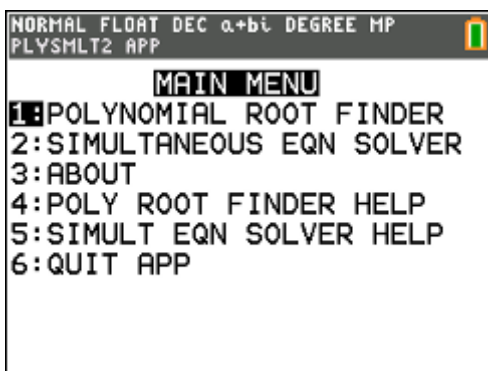 NORMAL FLOAT DEC a+bi DEGREE MP
PLYSMLT2 APP
MAIN MENU
1:POLYNOMIAL ROOT FINDER
2:SIMULTANEOUS EQN SOLVER
3:ABOUT
4:POLY ROOT FINDER HELP
5:SIMULT EQN SOLVER HELP
6:QUIT APP